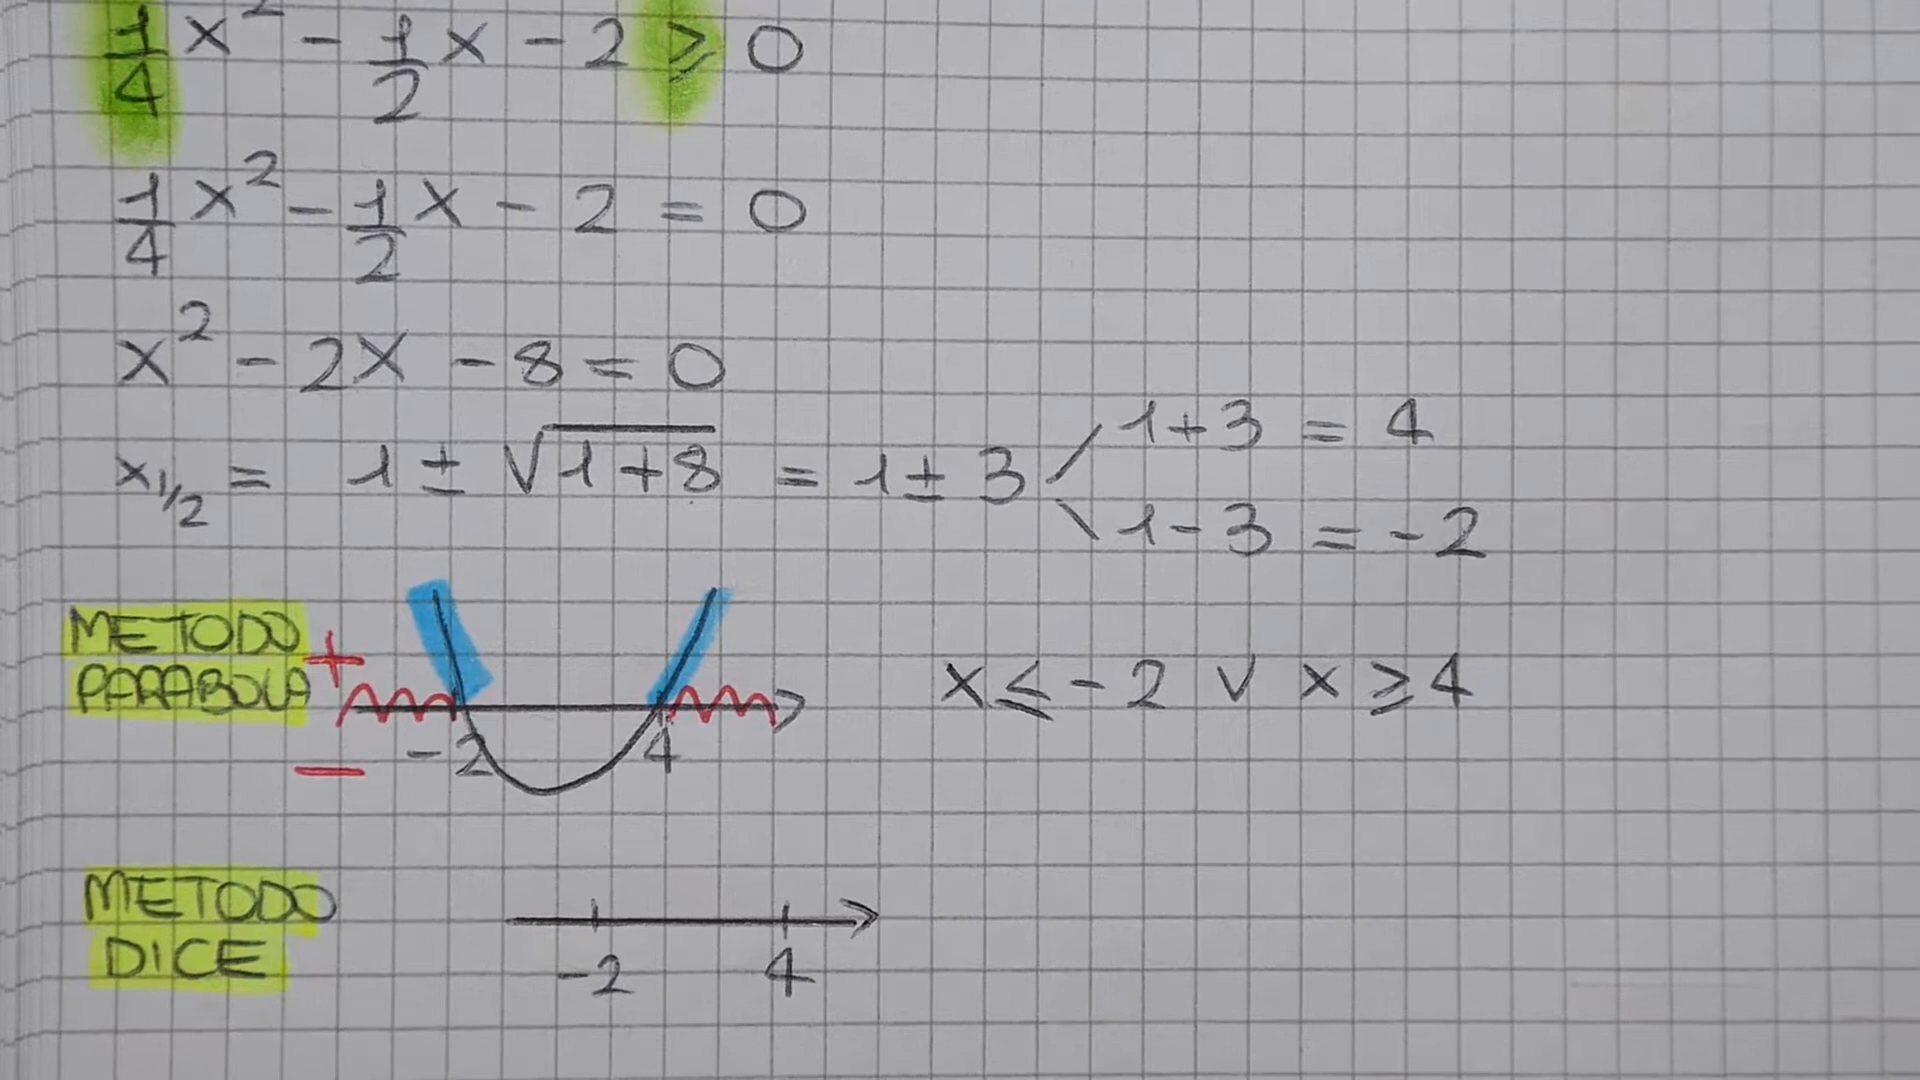 1/4 x² - 1/2 x - 2 ⩾ 0
1/4 x² - 1/2 x - 2 = 0
x² - 2x - 8 = 0
x1/2 = 1 ± √(1+8) = 1 ± 3
1+3 = 4
1-3 = -2
METODO
PARABOLA
+
-
-2 4
x ≤ -2 ∨ x ⩾ 4
METODO
DICE
-2 4